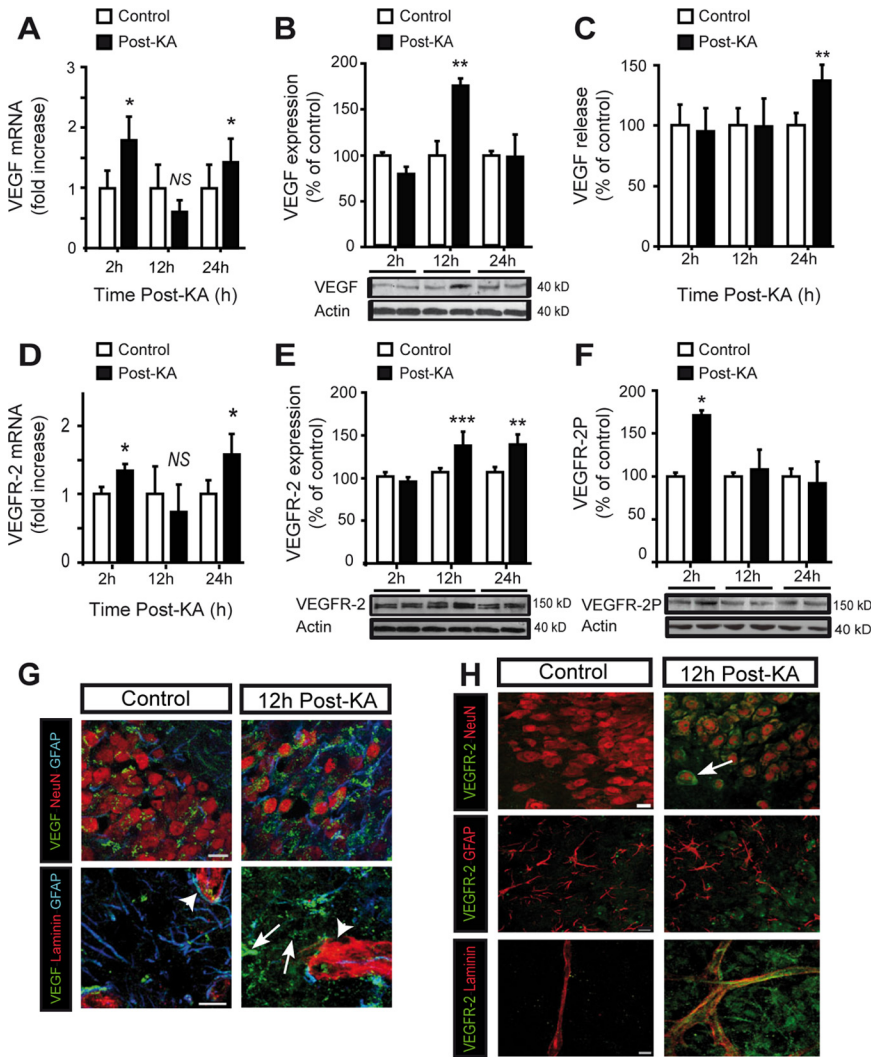 A
Control
Post-KA
VEGF mRNA
(fold increase)
3
2
1
0
*
NS
*
2h 12h 24h
Time Post-KA (h)
B
Control
Post-KA
VEGF expression
(% of control)
200
150
100
50
0
**
2h 12h 24h
VEGF 40 kD
Actin 40 kD
C
Control
Post-KA
VEGF release
(% of control)
150
100
50
0
**
2h 12h 24h
Time Post-KA (h)
D
Control
Post-KA
VEGFR-2 mRNA
(fold increase)
2
1
0
*
NS
*
2h 12h 24h
Time Post-KA (h)
E
Control
Post-KA
VEGFR-2 expression
(% of control)
200
150
100
50
0
***
**
2h 12h 24h
VEGFR-2 150 kD
Actin 40 kD
F
Control
Post-KA
VEGFR-2P
(% of control)
200
150
100
50
0
*
2h 12h 24h
VEGFR-2P 150 kD
Actin 40 kD
G
Control 12h Post-KA
VEGF NeuN GFAP
VEGF Laminin GFAP
H
Control 12h Post-KA
VEGFR-2 NeuN
VEGFR-2 GFAP
VEGFR-2 Laminin